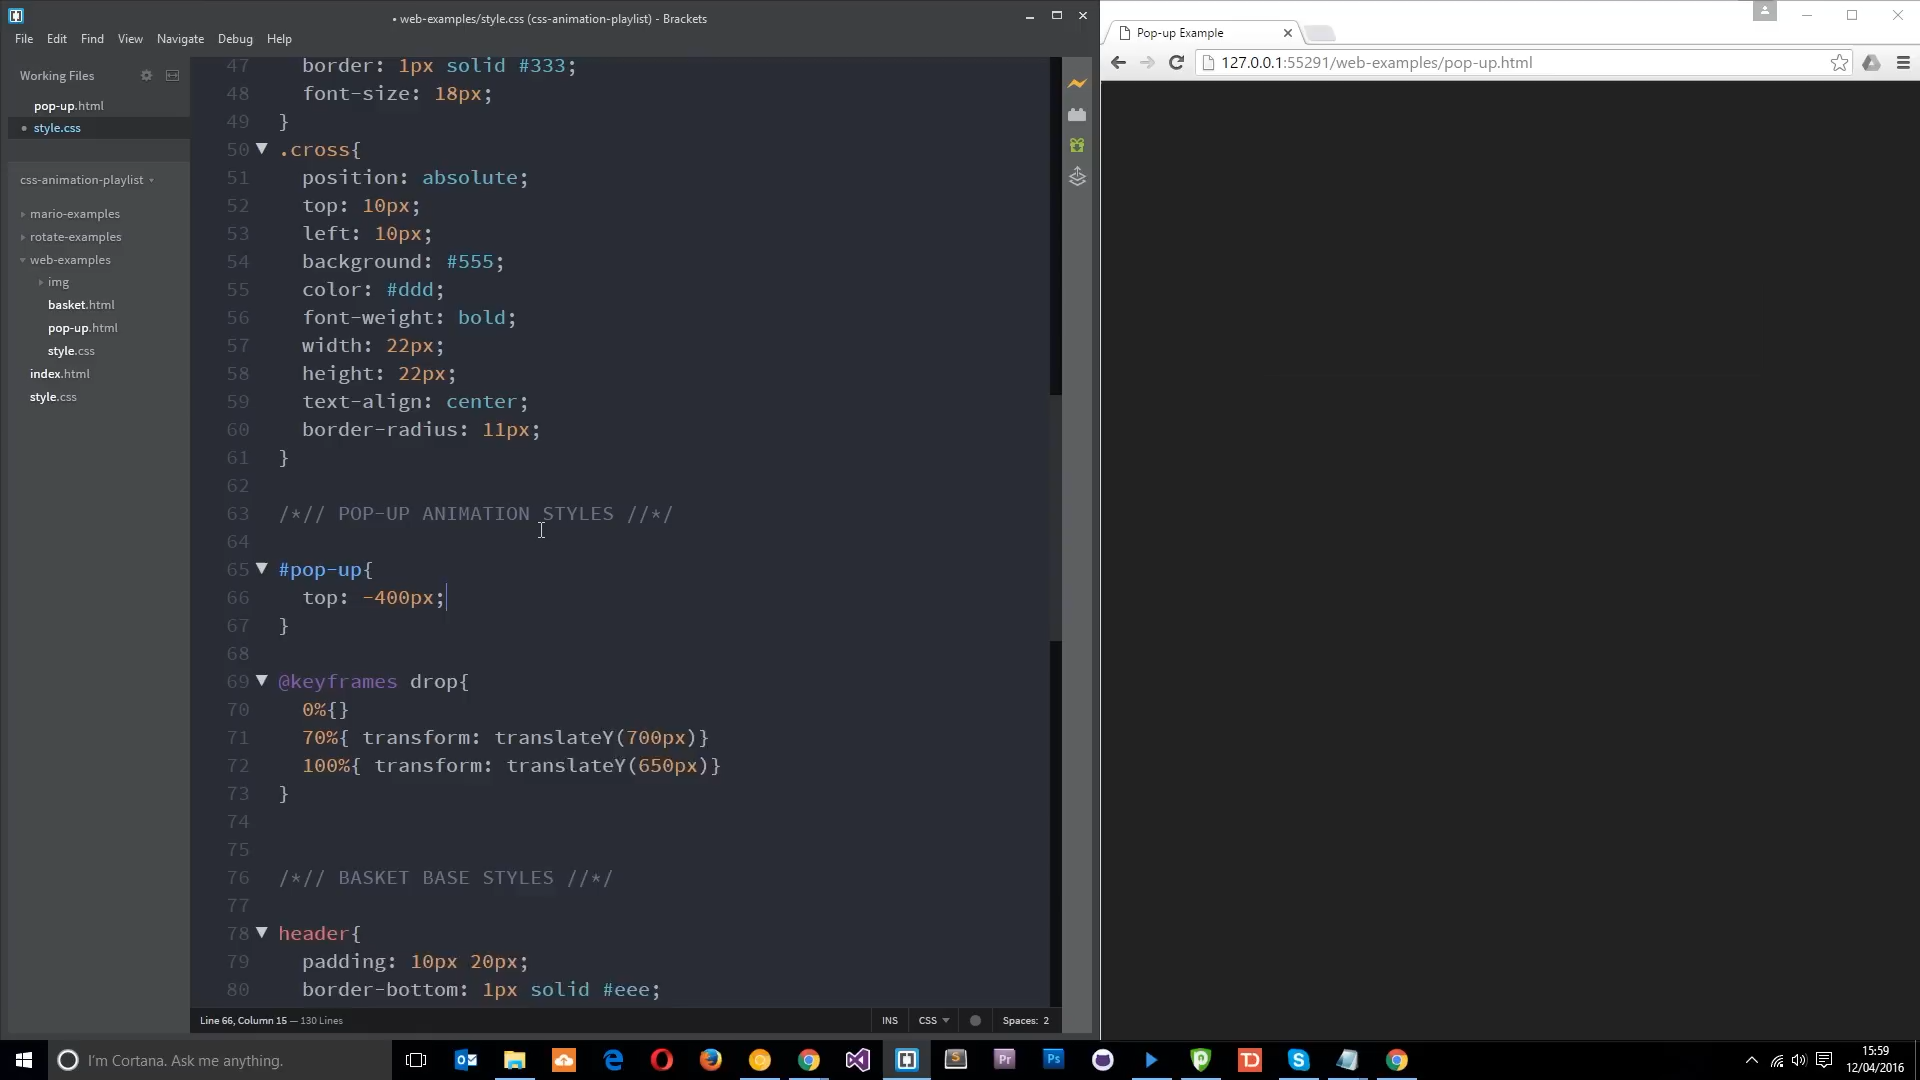 • web-examples/style.css (css-animation-playlist) - Brackets
File Edit Find View Navigate Debug Help
Working Files
pop-up.html
• style.css
css-animation-playlist
mario-examples
rotate-examples
web-examples
img
basket.html
pop-up.html
style.css
index.html
style.css
47 border: 1px solid #333;
48 font-size: 18px;
49 }
50 .cross{
51 position: absolute;
52 top: 10px;
53 left: 10px;
54 background: #555;
55 color: #ddd;
56 font-weight: bold;
57 width: 22px;
58 height: 22px;
59 text-align: center;
60 border-radius: 11px;
61 }
62
63 /*// POP-UP ANIMATION STYLES //*/
64
65 #pop-up{
66 top: -400px;
67 }
68
69 @keyframes drop{
70 0%{}
71 70%{ transform: translateY(700px)}
72 100%{ transform: translateY(650px)}
73 }
74
75
76 /*// BASKET BASE STYLES //*/
77
78 header{
79 padding: 10px 20px;
80 border-bottom: 1px solid #eee;
Line 66, Column 15 — 130 Lines
INS CSS Spaces: 2
Pop-up Example
127.0.0.1:55291/web-examples/pop-up.html
I'm Cortana. Ask me anything.
S
Pr
Ps
TD
S
15:59
12/04/2016